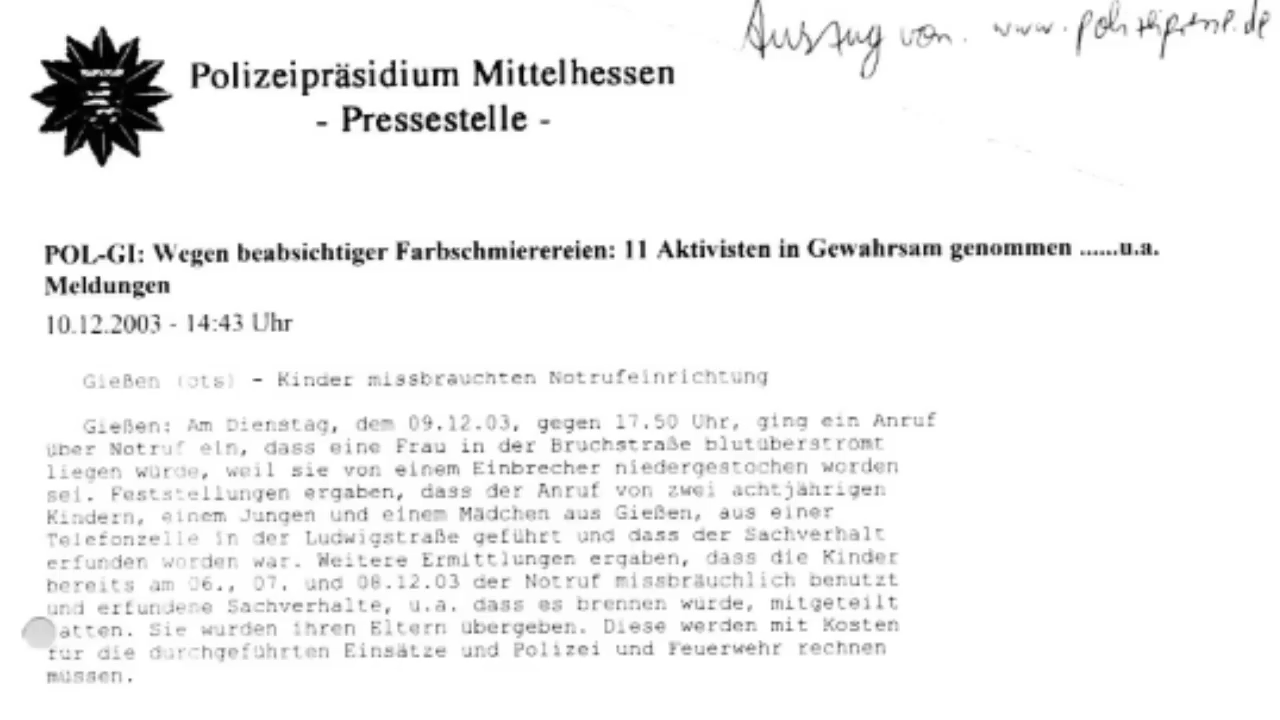 Auszug von. www.polizeipresse.de
Polizeipräsidium Mittelhessen
- Pressestelle -
POL-GI: Wegen beabsichtiger Farbschmierereien: 11 Aktivisten in Gewahrsam genommen ......u.a.
Meldungen
10.12.2003 - 14:43 Uhr
Gießen (ots) - Kinder missbrauchten Notrufeinrichtung
Gießen: Am Dienstag, dem 09.12.03, gegen 17.50 Uhr, ging ein Anruf
über Notruf ein, dass eine Frau in der Bruchstraße blutüberströmt
liegen würde, weil sie von einem Einbrecher niedergestochen worden
sei. Feststellungen ergaben, dass der Anruf von zwei achtjährigen
Kindern, einem Jungen und einem Mädchen aus Gießen, aus einer
Telefonzelle in der Ludwigstraße geführt und dass der Sachverhalt
erfunden worden war. Weitere Ermittlungen ergaben, dass die Kinder
bereits am 06., 07. und 08.12.03 der Notruf missbräuchlich benutzt
und erfundene Sachverhalte, u.a. dass es brennen würde, mitgeteilt
atten. Sie wurden ihren Eltern übergeben. Diese werden mit Kosten
für die durchgeführten Einsätze und Polizei und Feuerwehr rechnen
müssen.